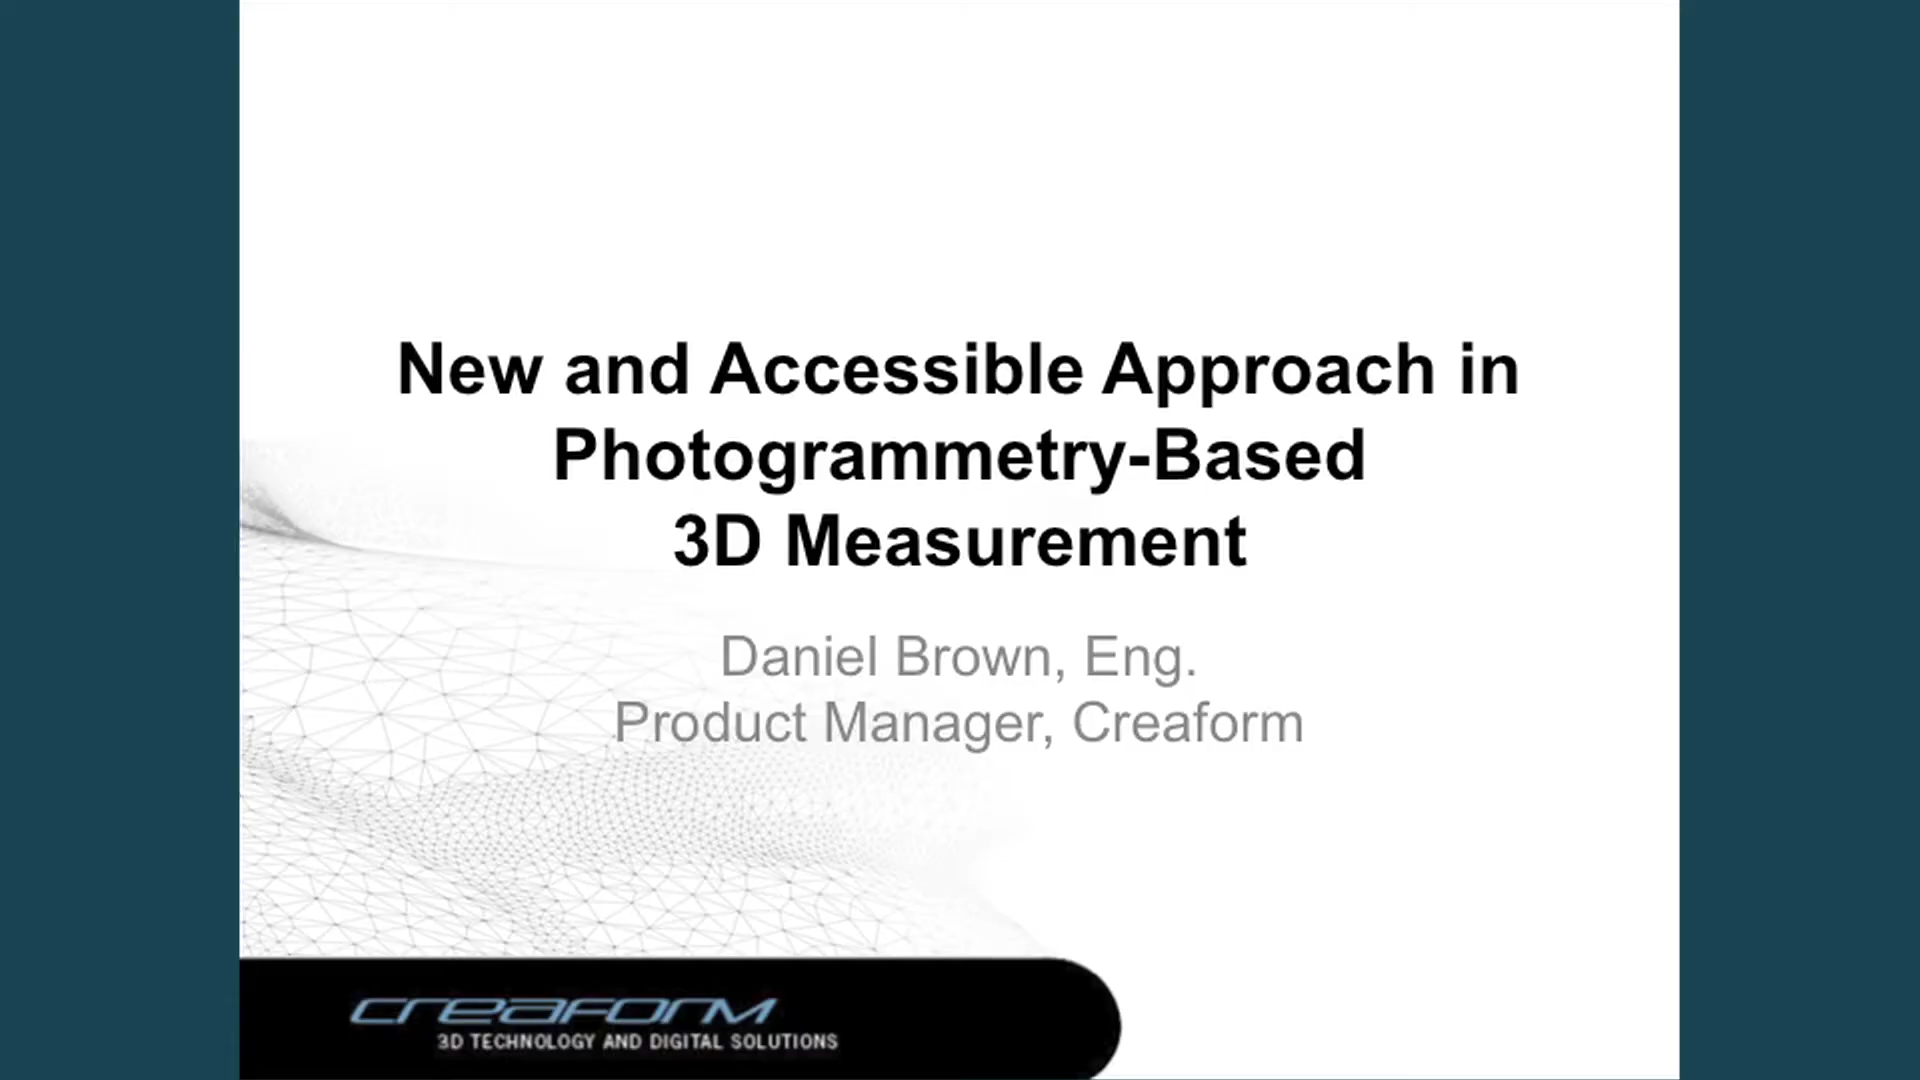 New and Accessible Approach in
Photogrammetry-Based
3D Measurement
Daniel Brown, Eng.
Product Manager, Creaform
CREAFORM
3D TECHNOLOGY AND DIGITAL SOLUTIONS